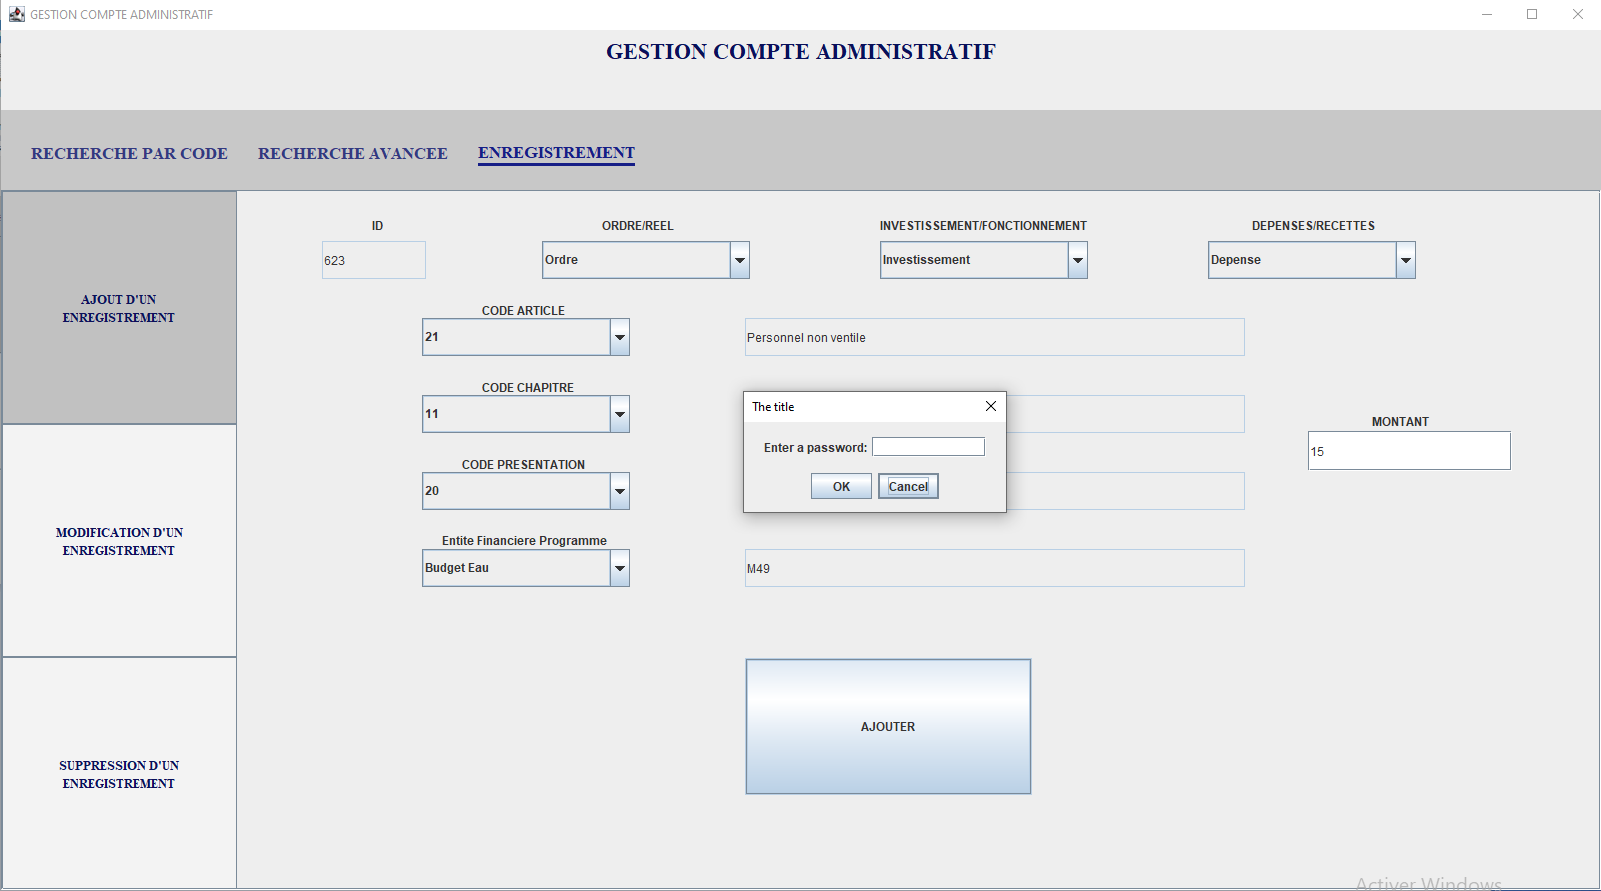 GESTION COMPTE ADMINISTRATIF
GESTION COMPTE ADMINISTRATIF
RECHERCHE PAR CODE
RECHERCHE AVANCEE
ENREGISTREMENT
AJOUT D'UN
ENREGISTREMENT
MODIFICATION D'UN
ENREGISTREMENT
SUPPRESSION D'UN
ENREGISTREMENT
ID
ORDRE/REEL
INVESTISSEMENT/FONCTIONNEMENT
DEPENSES/RECETTES
623
Ordre
Investissement
Depense
CODE ARTICLE
21
Personnel non ventile
CODE CHAPITRE
11
CODE PRESENTATION
20
Entite Financiere Programme
Budget Eau
M49
MONTANT
15
The title
Enter a password:
OK
Cancel
AJOUTER
Activer Windows